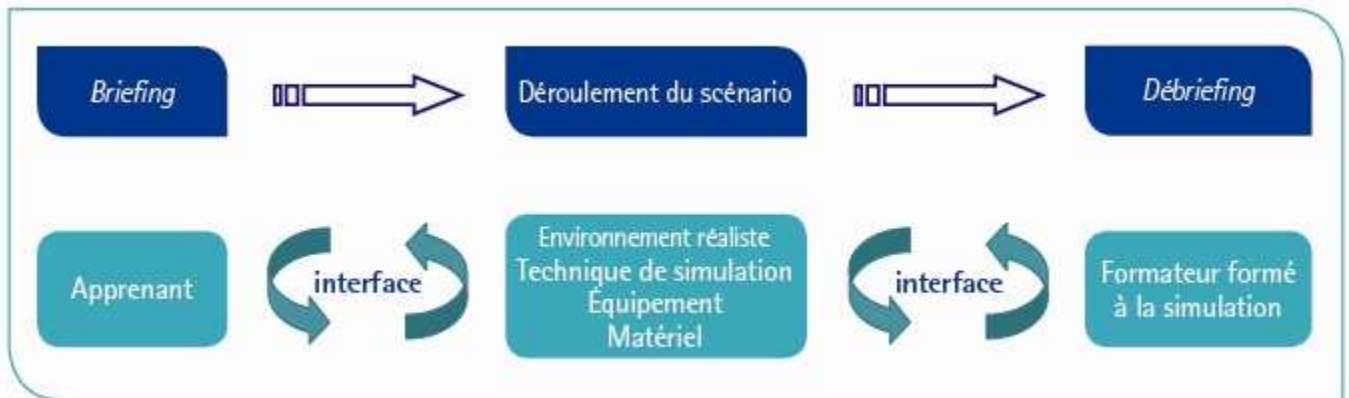 Briefing
Déroulement du scénario
Débriefing
Apprenant
interface
Environnement réaliste
Technique de simulation
Équipement
Matériel
interface
Formateur formé
à la simulation